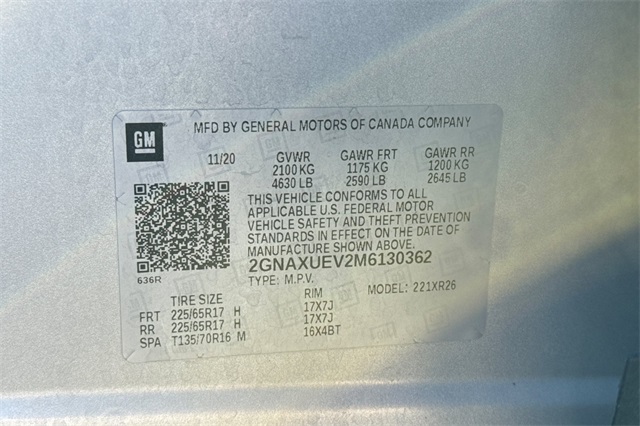 GM
MFD BY GENERAL MOTORS OF CANADA COMPANY
11/20 GVWR GAWR FRT GAWR RR
2100 KG 1175 KG 1200 KG
4630 LB 2590 LB 2645 LB
THIS VEHICLE CONFORMS TO ALL
APPLICABLE U.S. FEDERAL MOTOR
VEHICLE SAFETY AND THEFT PREVENTION
STANDARDS IN EFFECT ON THE DATE OF
MANUFACTURE SHOWN ABOVE.
2GNAXUEV2M6130362
636R
TYPE: M.P.V. MODEL: 221XR26
TIRE SIZE RIM
FRT 225/65R17 H 17X7J
RR 225/65R17 H 17X7J
SPA T135/70R16 M 16X4BT